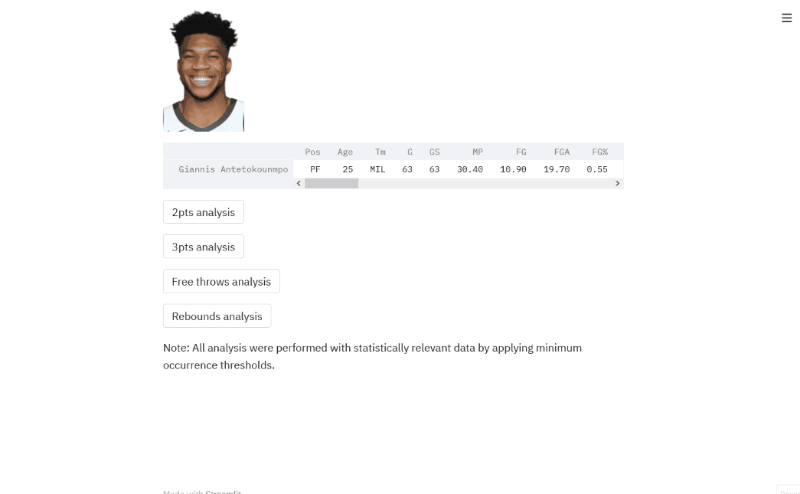 Pos Age Tm G GS MP FG FGA FG%
Giannis Antetokounmpo PF 25 MIL 63 63 30.40 10.90 19.70 0.55
2pts analysis
3pts analysis
Free throws analysis
Rebounds analysis
Note: All analysis were performed with statistically relevant data by applying minimum
occurrence thresholds.
Made with Streamlit